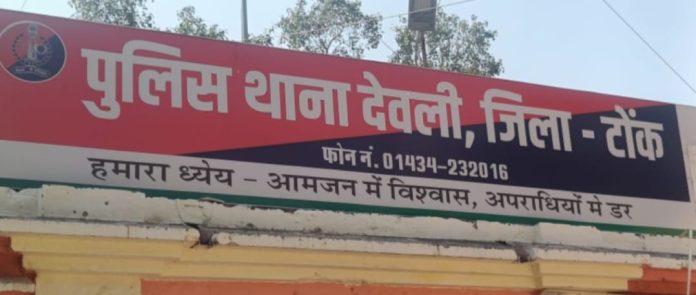 पुलिस थाना देवली, जिला - टोंक
फोन नं. 01434-232016
हमारा ध्येय - आमजन में विश्वास, अपराधियों मे डर